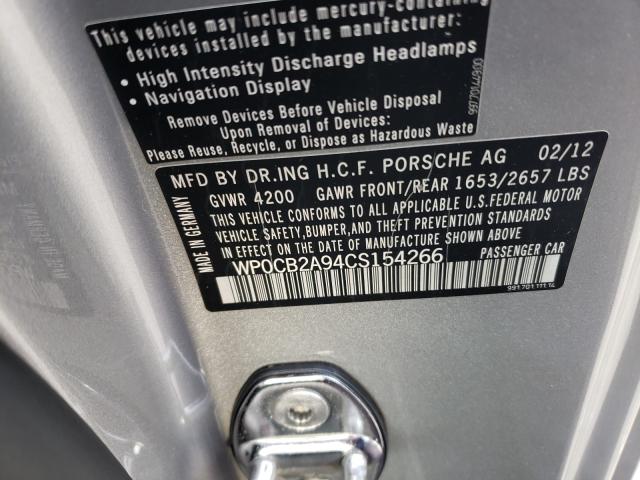 This vehicle may include mercury-containing
devices installed by the manufacturer:
• High Intensity Discharge Headlamps
• Navigation Display
Remove Devices Before Vehicle Disposal
Upon Removal of Devices:
Please Reuse, Recycle, or Dispose as Hazardous Waste
MADE IN GERMANY
MFD BY DR.ING H.C.F. PORSCHE AG 02/12
GVWR 4200 GAWR FRONT/REAR 1653/2657 LBS
THIS VEHICLE CONFORMS TO ALL APPLICABLE U.S.FEDERAL MOTOR
VEHICLE SAFETY, BUMPER,AND THEFT PREVENTION STANDARDS
IN EFFECT ON THE DATE OF MANUFACTURE SHOWN ABOVE
WP0CB2A94CS154266 PASSENGER CAR
991.701.111.14